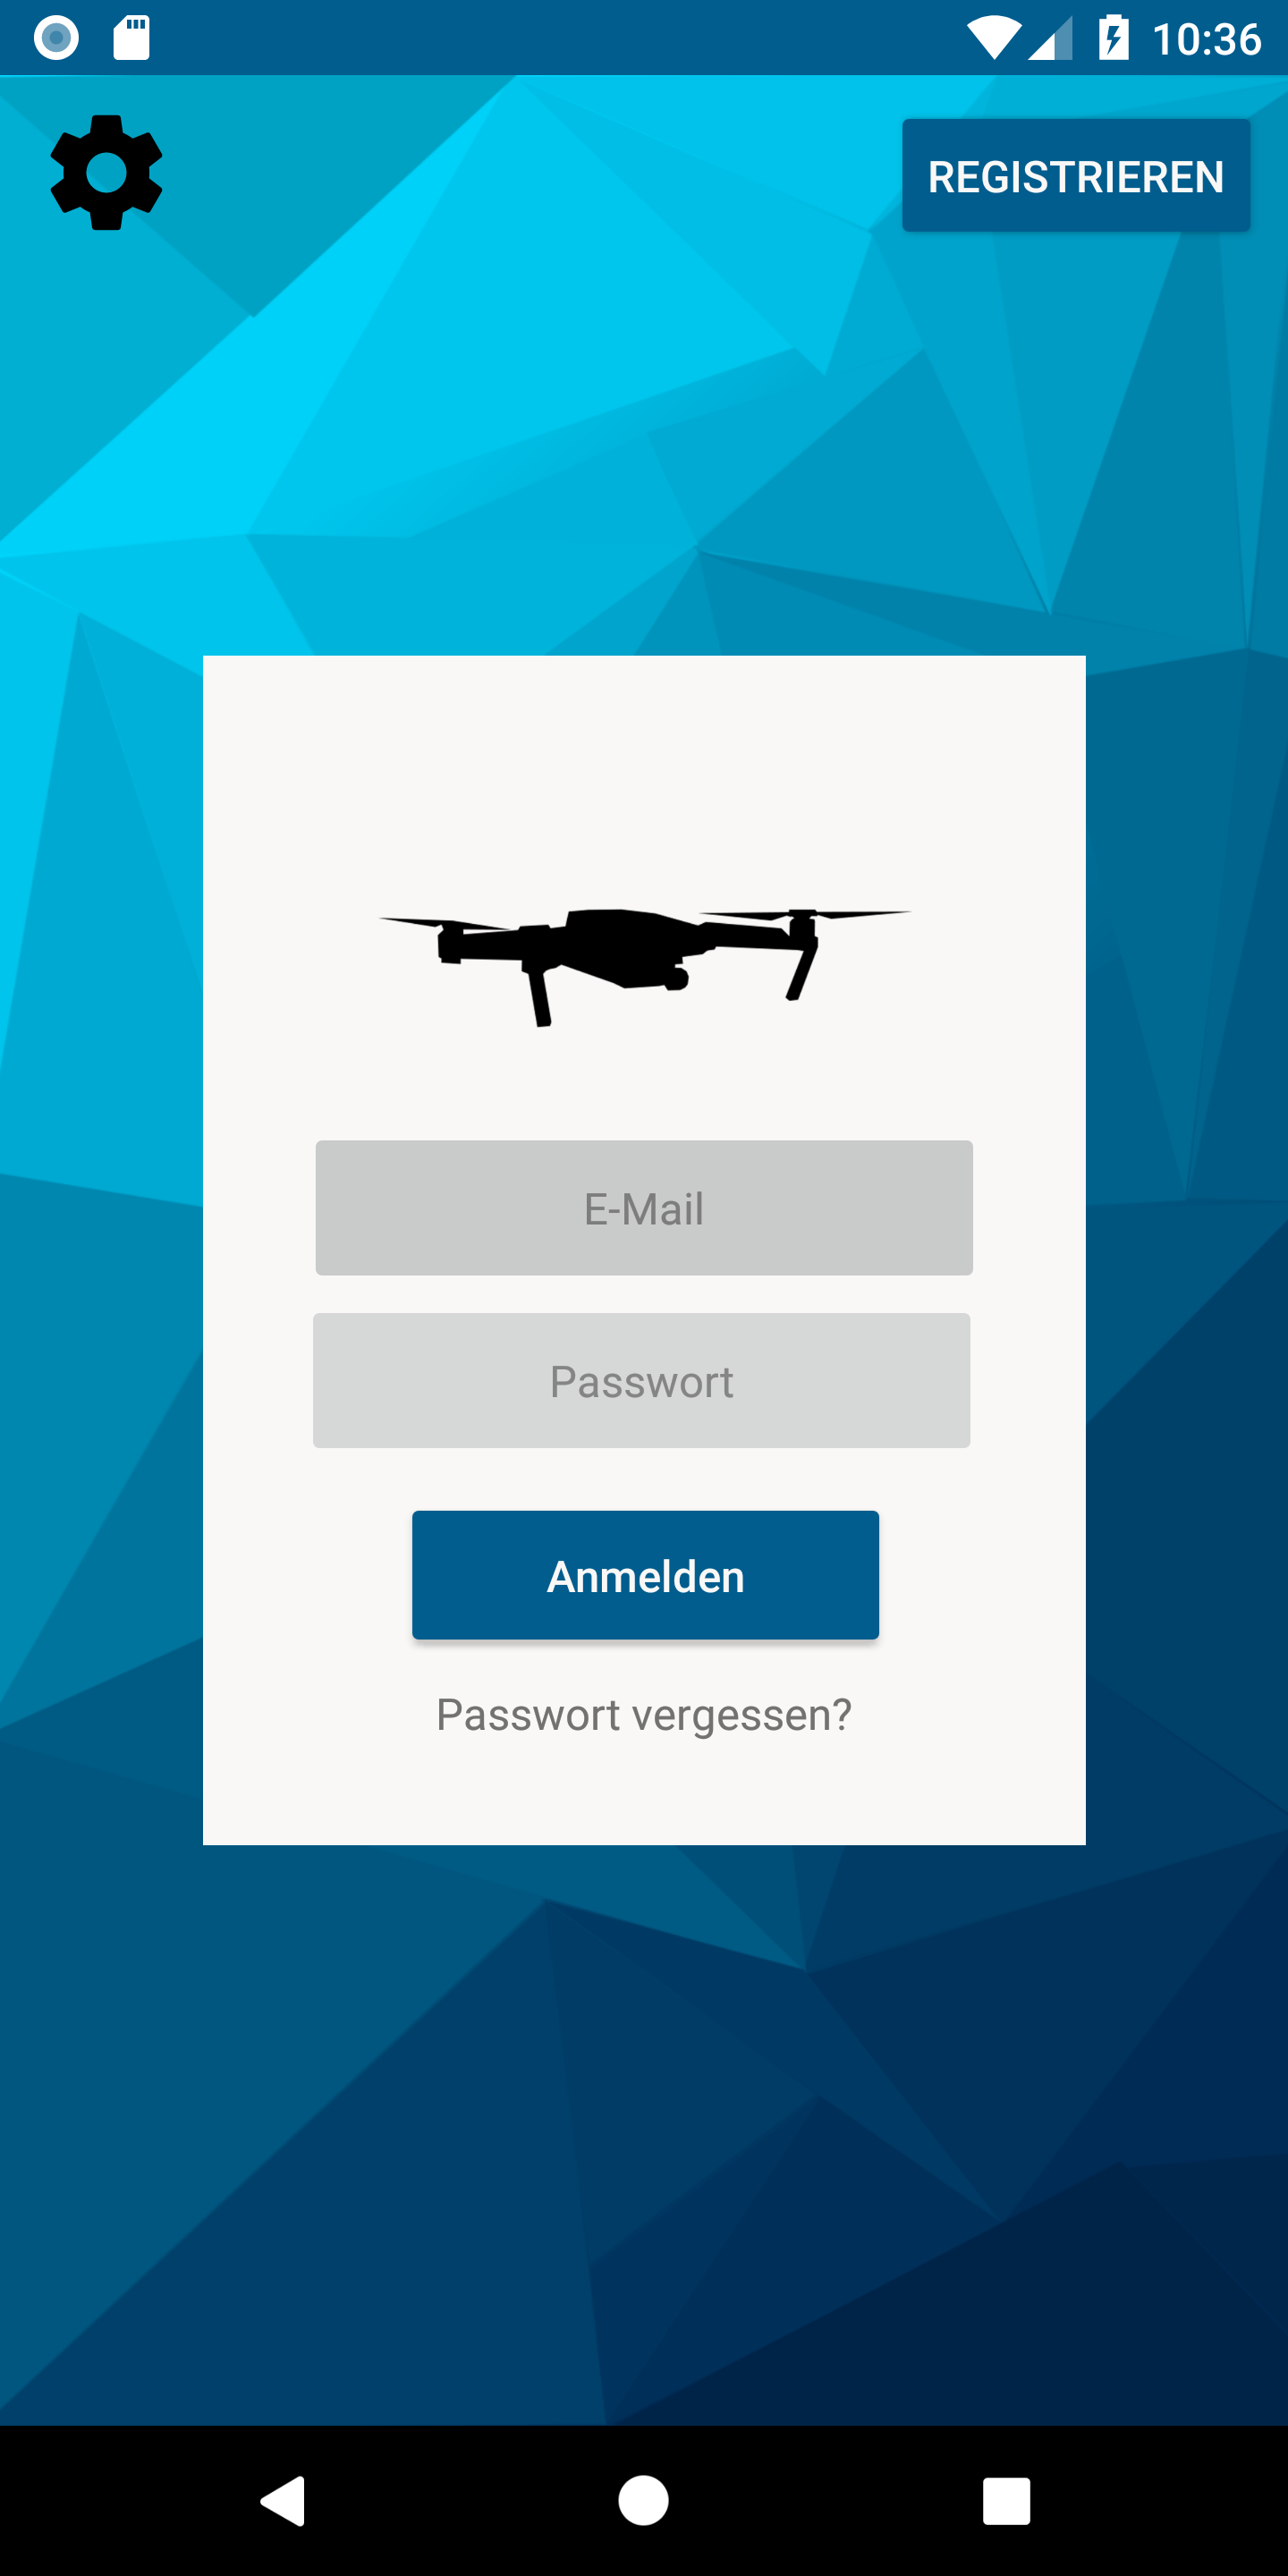 10:36
REGISTRIEREN
E-Mail
Passwort
Anmelden
Passwort vergessen?